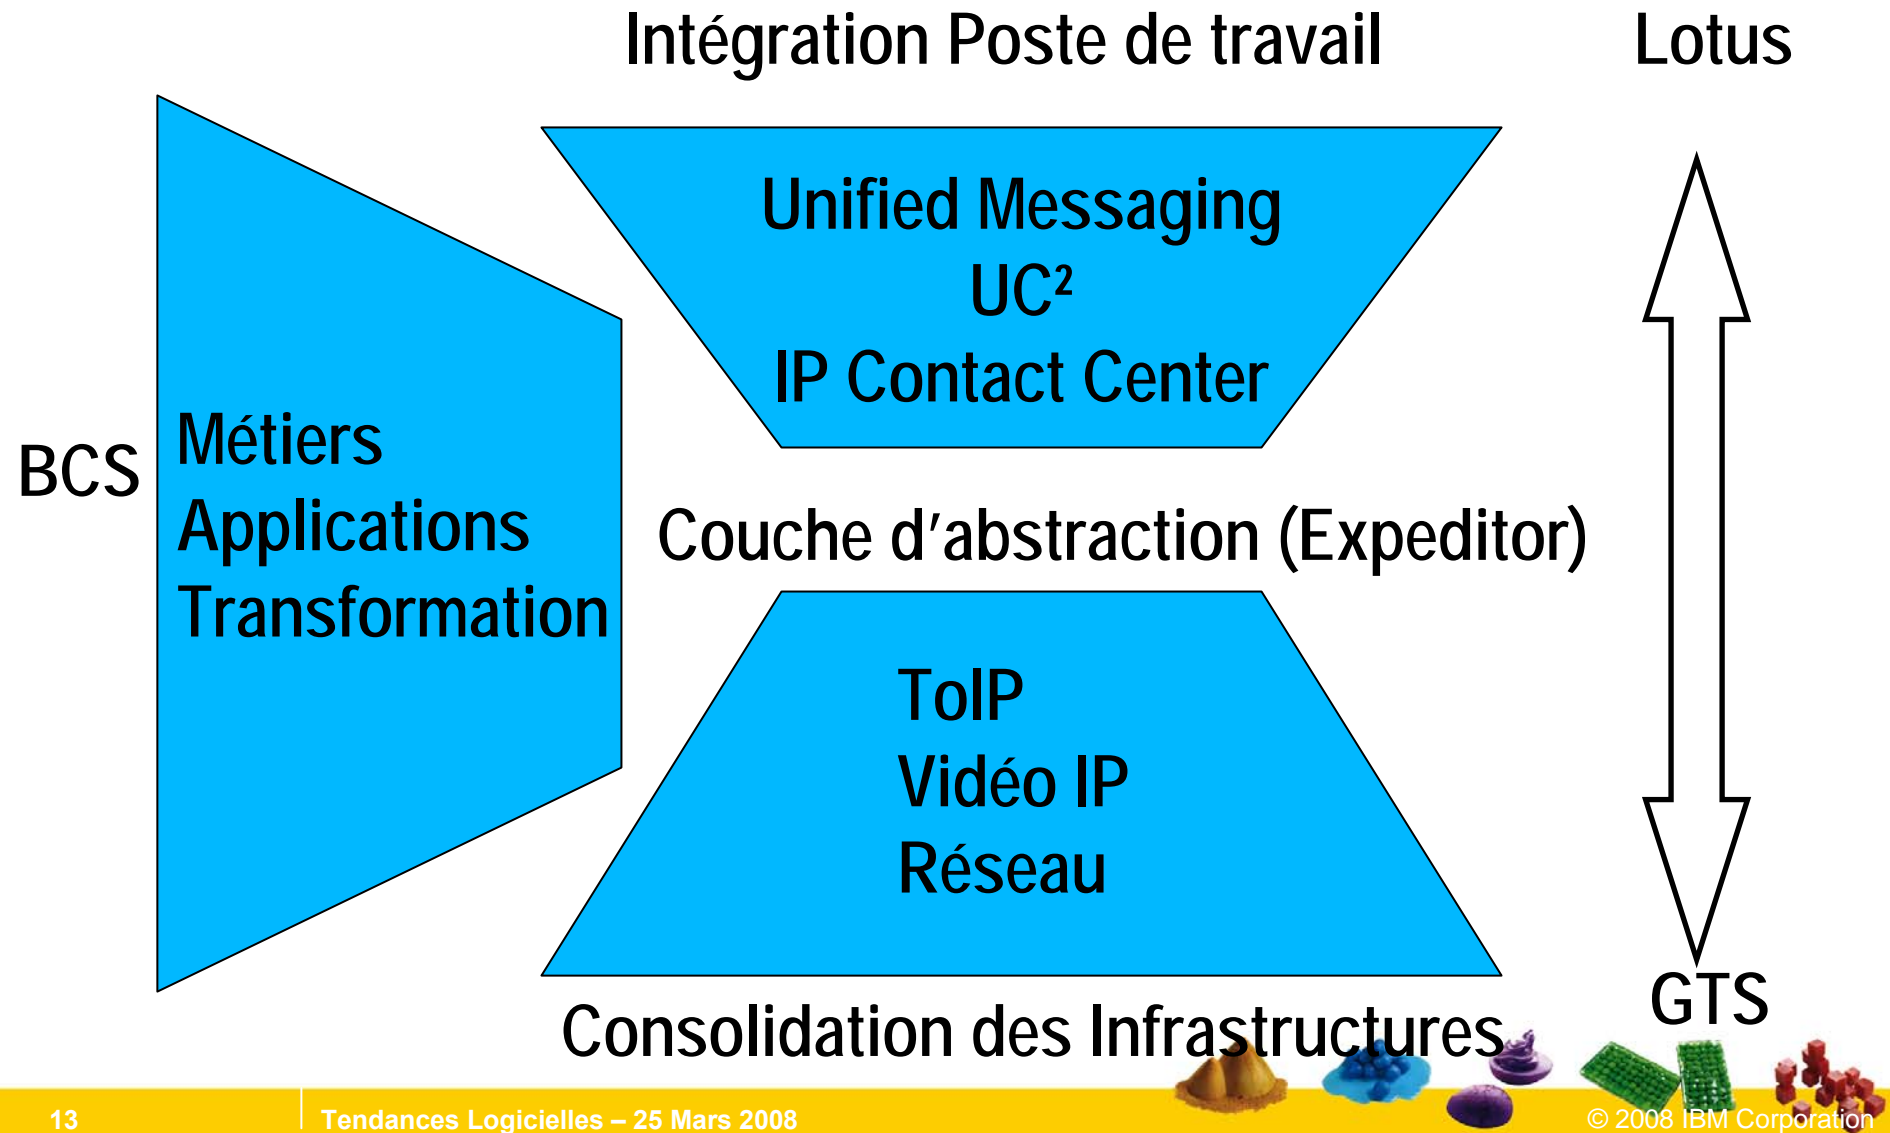 Intégration Poste de travail
Lotus
Unified Messaging
UC²
IP Contact Center
BCS
Métiers
Applications
Transformation
Couche d'abstraction (Expeditor)
ToIP
Vidéo IP
Réseau
GTS
Consolidation des Infrastructures
13
Tendances Logicielles – 25 Mars 2008
© 2008 IBM Corporation